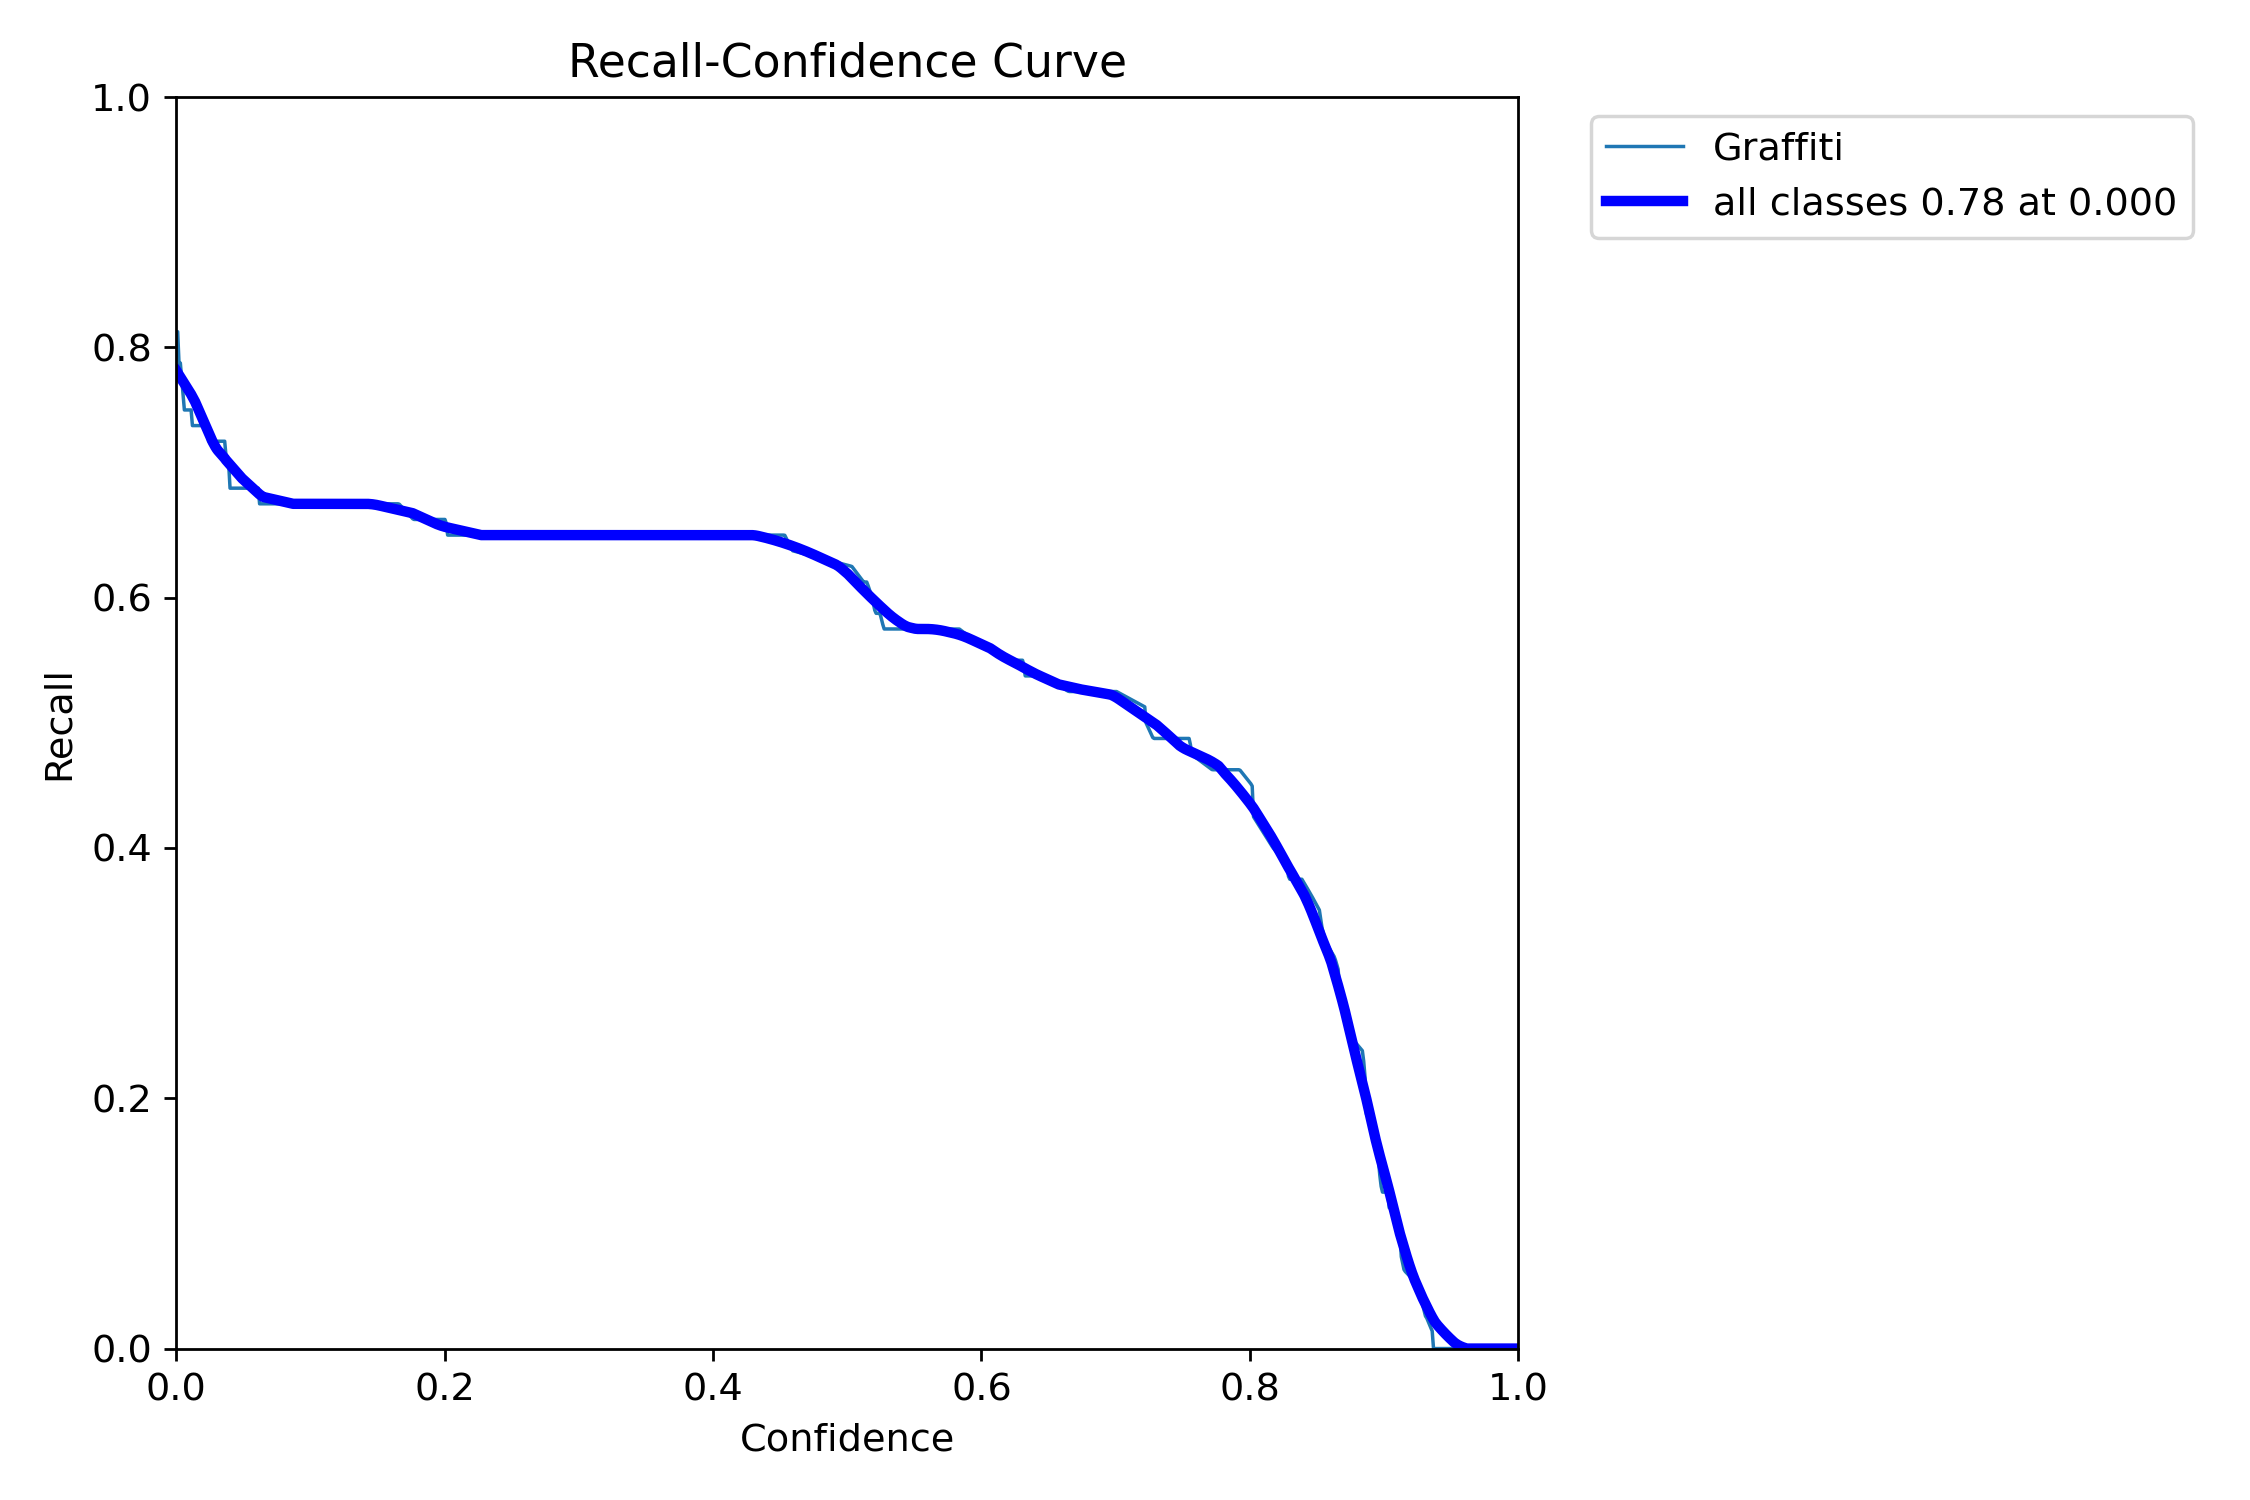 Recall-Confidence Curve
Graffiti
all classes 0.78 at 0.000
1.0
0.8
0.6
0.4
0.2
0.0
Recall
0.0 0.2 0.4 0.6 0.8 1.0
Confidence